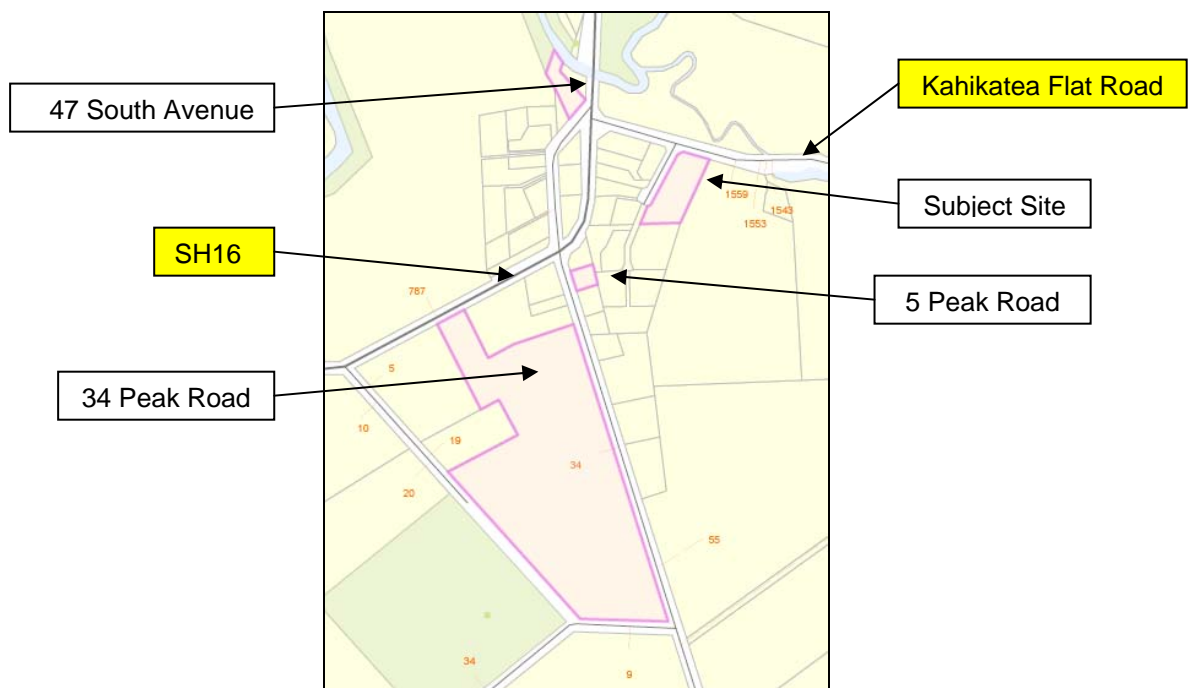 47 South Avenue
Kahikatea Flat Road
Subject Site
1559
1543
1553
SH16
5 Peak Road
787
34 Peak Road
5
10
19
34
20
55
34
9